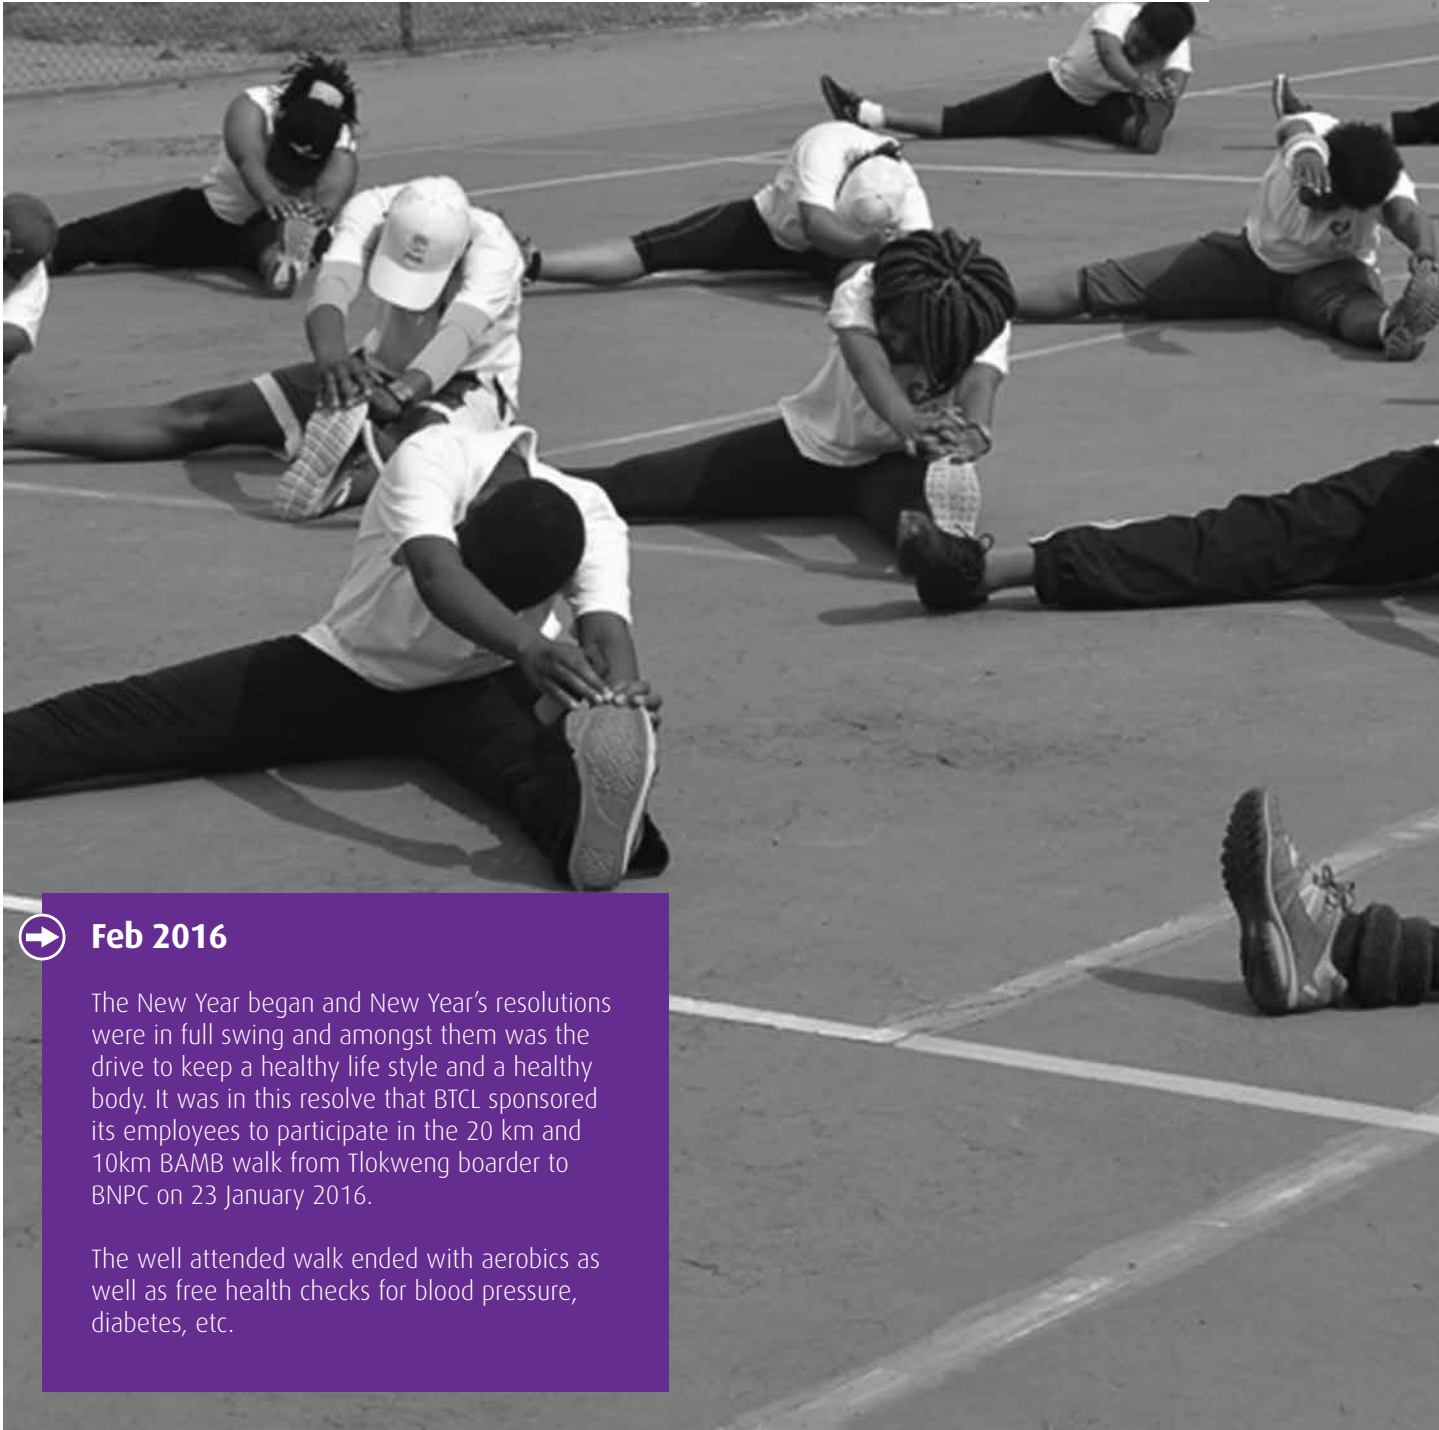 Feb 2016
The New Year began and New Year’s resolutions
were in full swing and amongst them was the
drive to keep a healthy life style and a healthy
body. It was in this resolve that BTCL sponsored
its employees to participate in the 20 km and
10km BAMB walk from Tlokweng boarder to
BNPC on 23 January 2016.
The well attended walk ended with aerobics as
well as free health checks for blood pressure,
diabetes, etc.